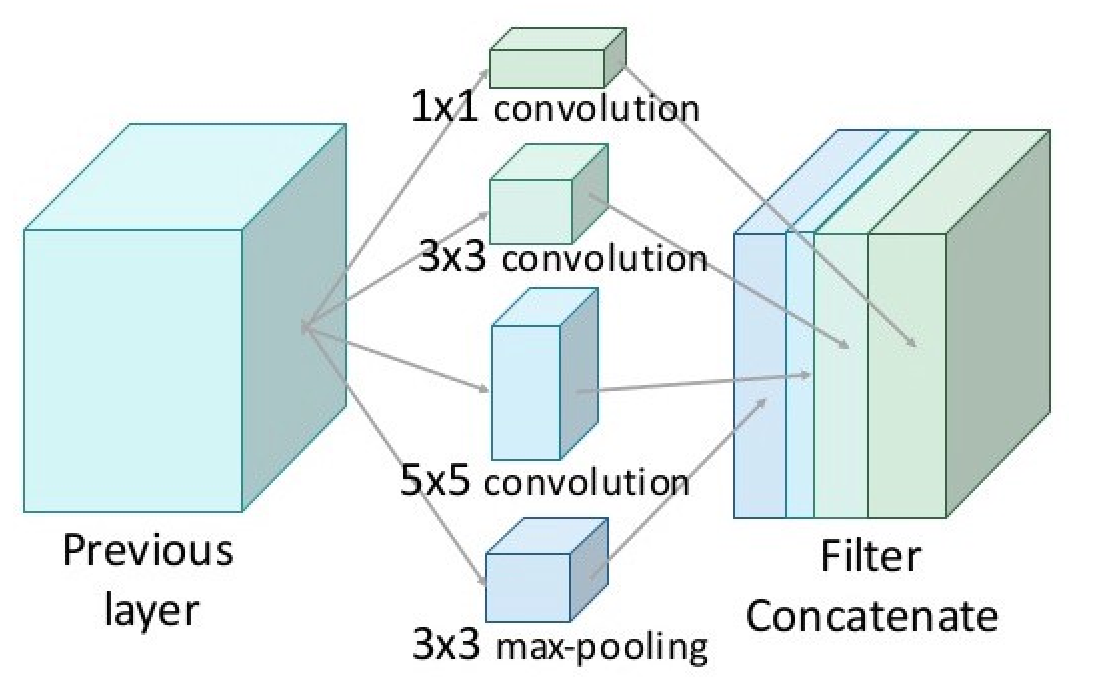 1x1 convolution
3x3 convolution
5x5 convolution
3x3 max-pooling
Previous
layer
Filter
Concatenate